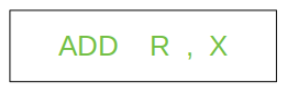 ADD R , X